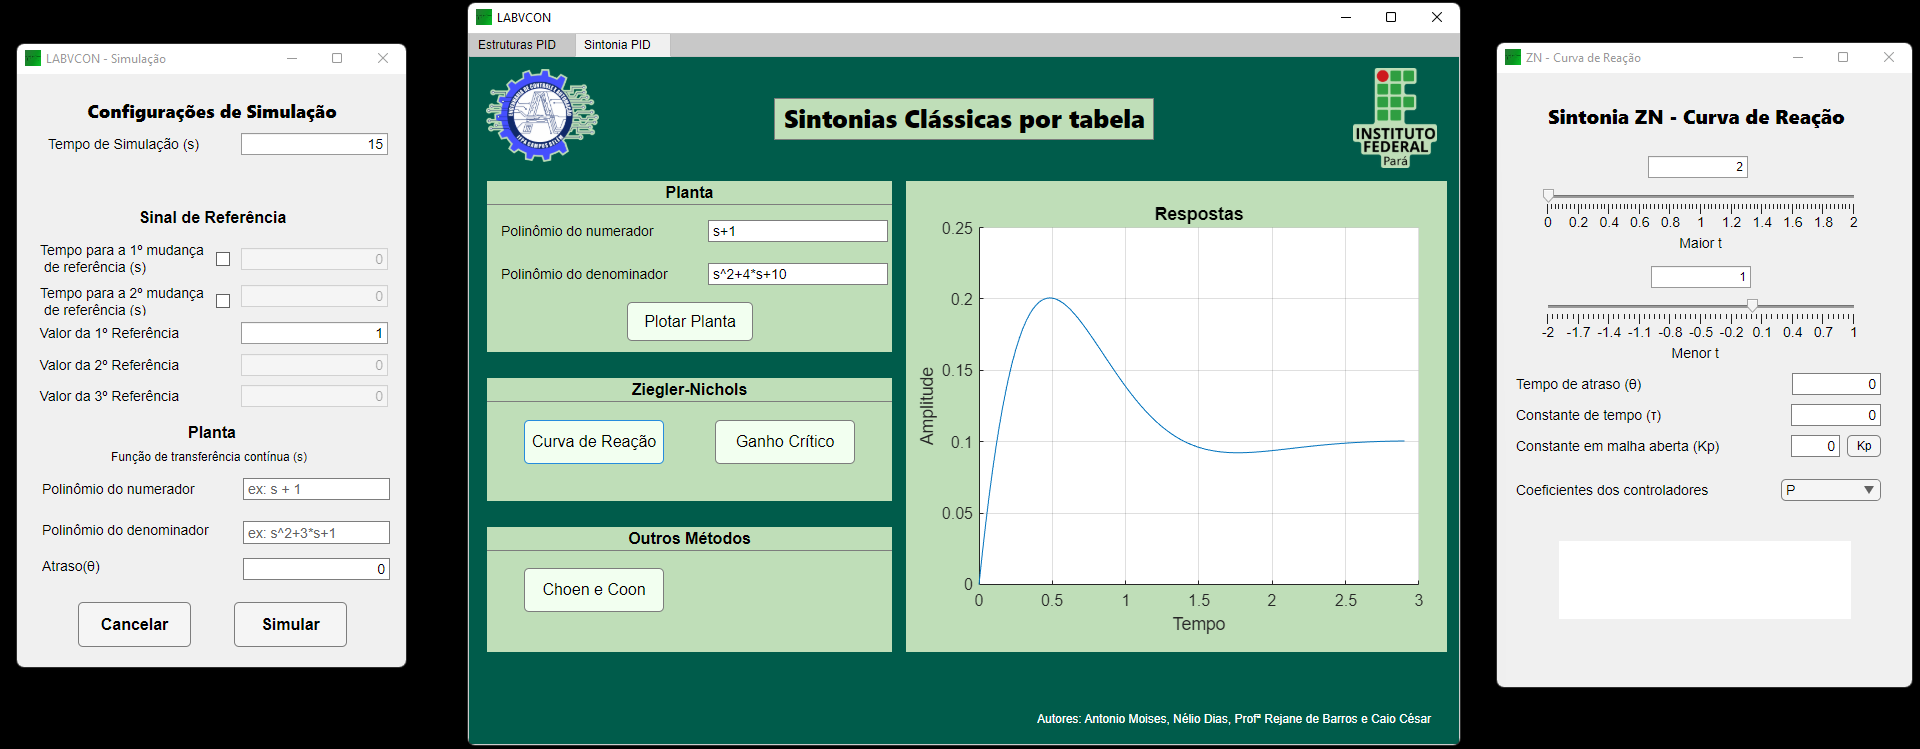 LABVCON - Simulação
Configurações de Simulação
Tempo de Simulação (s)
15
Sinal de Referência
Tempo para a 1º mudança
de referência (s)
0
Tempo para a 2º mudança
de referência (s)
0
Valor da 1º Referência
1
Valor da 2º Referência
0
Valor da 3º Referência
0
Planta
Função de transferência contínua (s)
Polinômio do numerador
ex: s + 1
Polinômio do denominador
ex: s^2+3*s+1
Atraso(θ)
0
Cancelar
Simular
LABVCON
Estruturas PID
Sintonia PID
Sintonias Clássicas por tabela
INSTITUTO
FEDERAL
Pará
Planta
Polinômio do numerador
s+1
Polinômio do denominador
s^2+4*s+10
Plotar Planta
Ziegler-Nichols
Curva de Reação
Ganho Crítico
Outros Métodos
Choen e Coon
Respostas
Amplitude
0.25
0.2
0.15
0.1
0.05
0
0 0.5 1 1.5 2 2.5 3
Tempo
Autores: Antonio Moises, Nélio Dias, Profª Rejane de Barros e Caio César
ZN - Curva de Reação
Sintonia ZN - Curva de Reação
2
0 0.2 0.4 0.6 0.8 1 1.2 1.4 1.6 1.8 2
Maior t
1
-2 -1.7 -1.4 -1.1 -0.8 -0.5 -0.2 0.1 0.4 0.7 1
Menor t
Tempo de atraso (θ)
0
Constante de tempo (τ)
0
Constante em malha aberta (Kp)
0
Kp
Coeficientes dos controladores
P